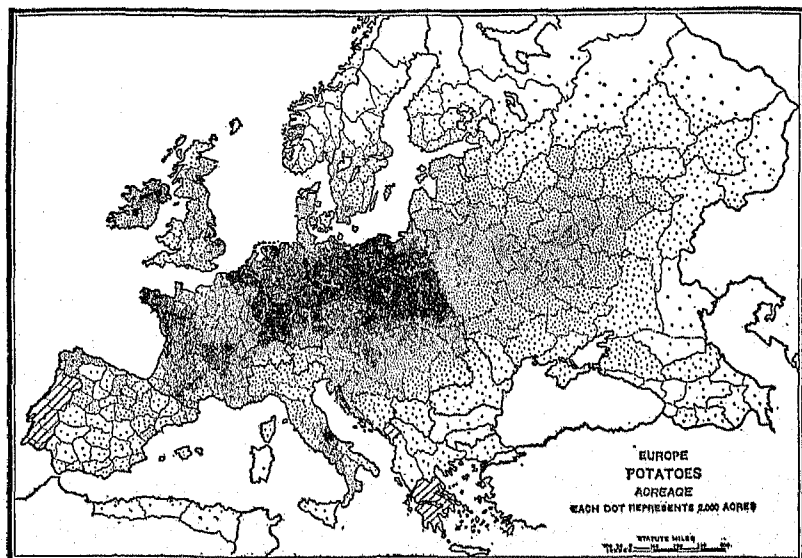 EUROPE
POTATOES
ACREAGE
EACH DOT REPRESENTS 2,000 ACRES
STATUTE MILES